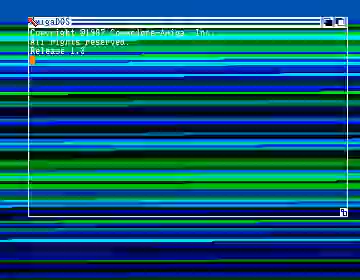 AmigaDOS
Copyright ©1987 Commodore-Amiga, Inc.
All rights reserved.
Release 1.3